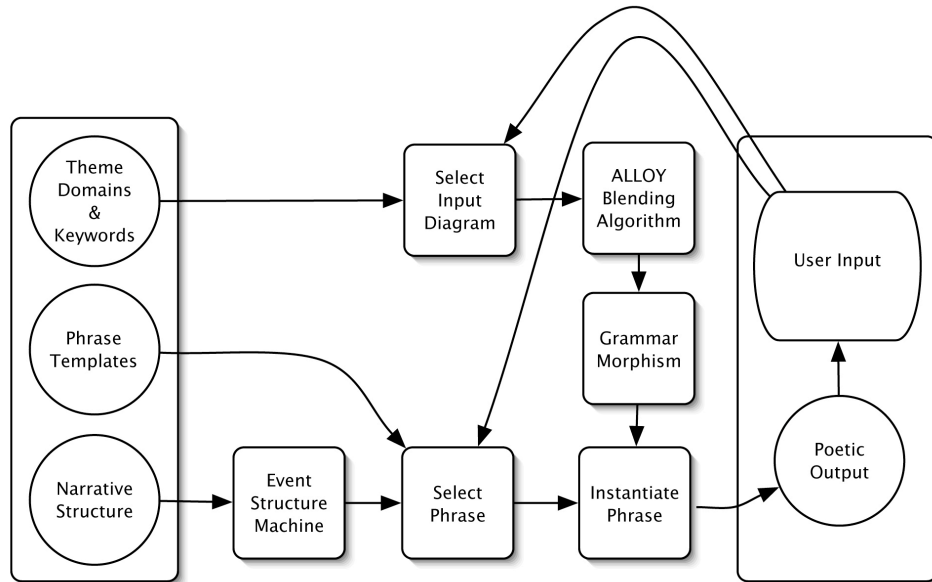 Theme
Domains
&
Keywords
Select
Input
Diagram
ALLOY
Blending
Algorithm
User Input
Phrase
Templates
Grammar
Morphism
Narrative
Structure
Event
Structure
Machine
Select
Phrase
Instantiate
Phrase
Poetic
Output